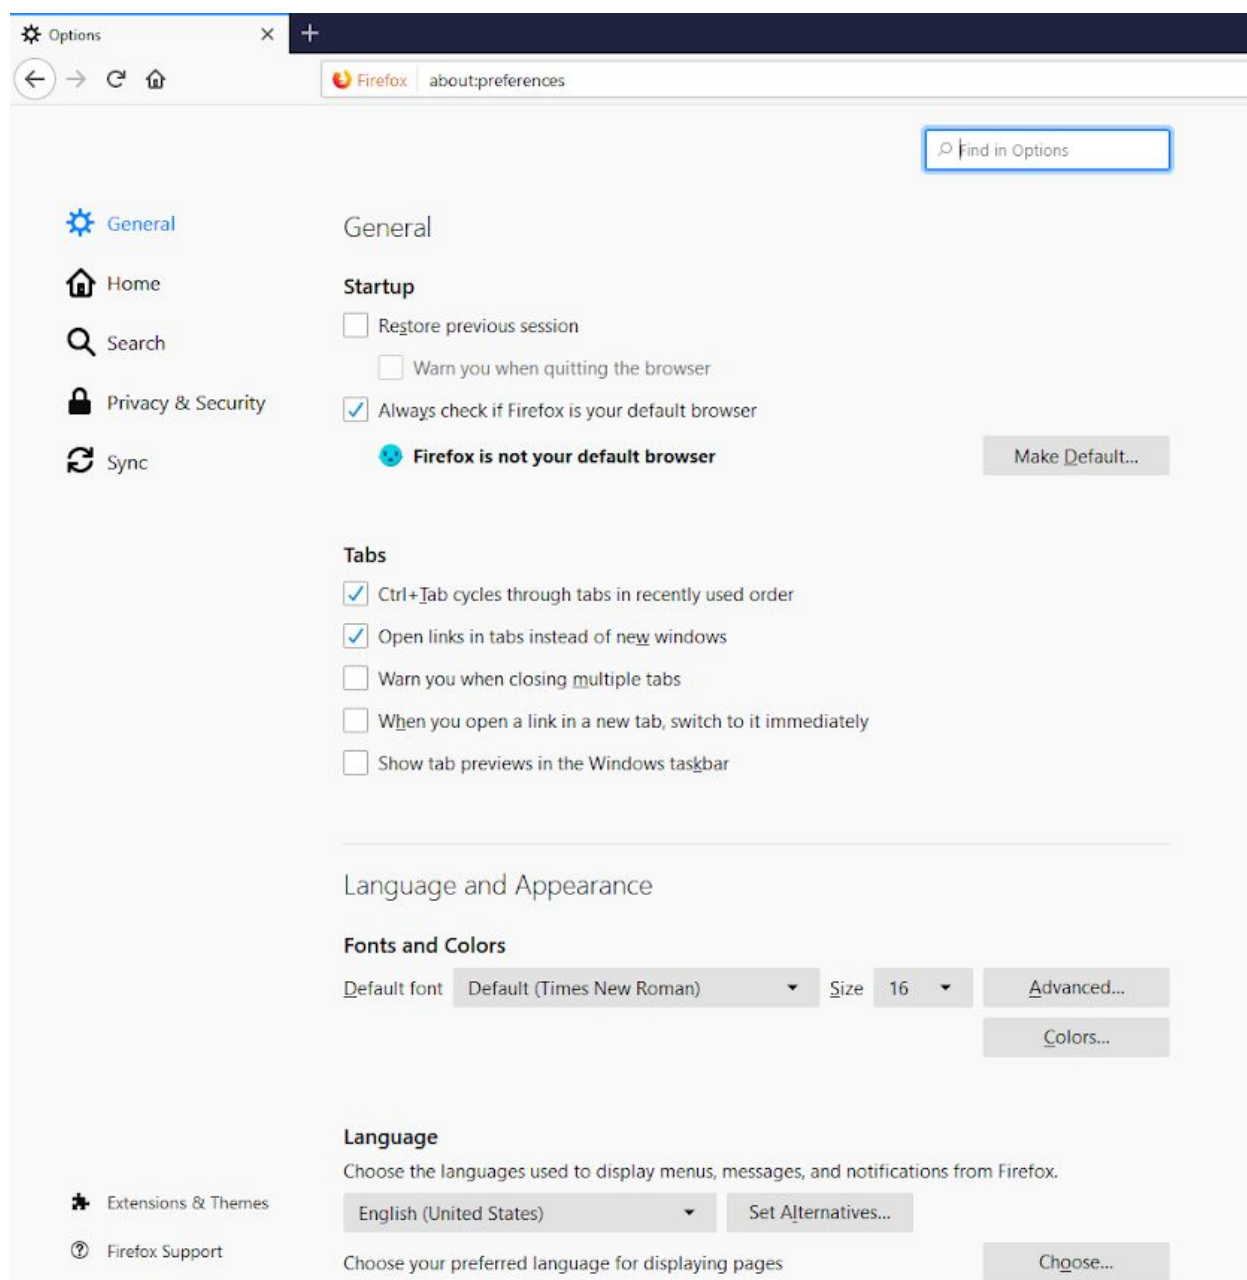 Options
Firefox about:preferences
Find in Options
General
Home
Search
Privacy & Security
Sync
Extensions & Themes
Firefox Support
General
Startup
Restore previous session
Warn you when quitting the browser
Always check if Firefox is your default browser
Firefox is not your default browser Make Default...
Tabs
Ctrl+Tab cycles through tabs in recently used order
Open links in tabs instead of new windows
Warn you when closing multiple tabs
When you open a link in a new tab, switch to it immediately
Show tab previews in the Windows taskbar
Language and Appearance
Fonts and Colors
Default font Default (Times New Roman) Size 16 Advanced...
Colors...
Language
Choose the languages used to display menus, messages, and notifications from Firefox.
English (United States) Set Alternatives...
Choose your preferred language for displaying pages Choose...